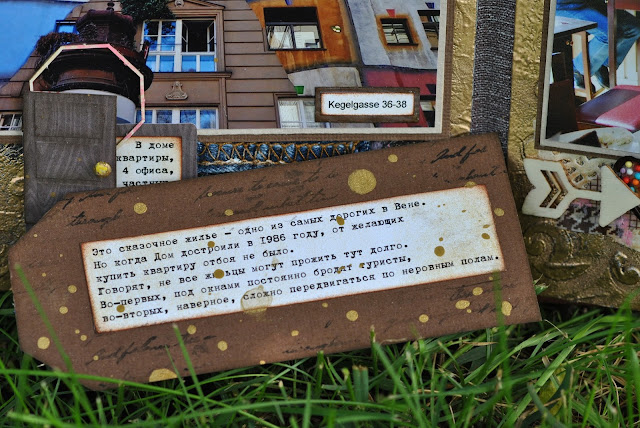 Kegelgasse 36-38
В доме
квартиры,
4 офиса,
Это сказочное жилье - одно из самых дорогих в Вене.
Но когда Дом достроили в 1986 году, от желающих
купить квартиру отбоя не было.
Говорят, не все жильцы могут прожить тут долго.
Во-первых, под окнами постоянно бродят туристы,
во-вторых, наверное, сложно передвигаться по неровным полам.